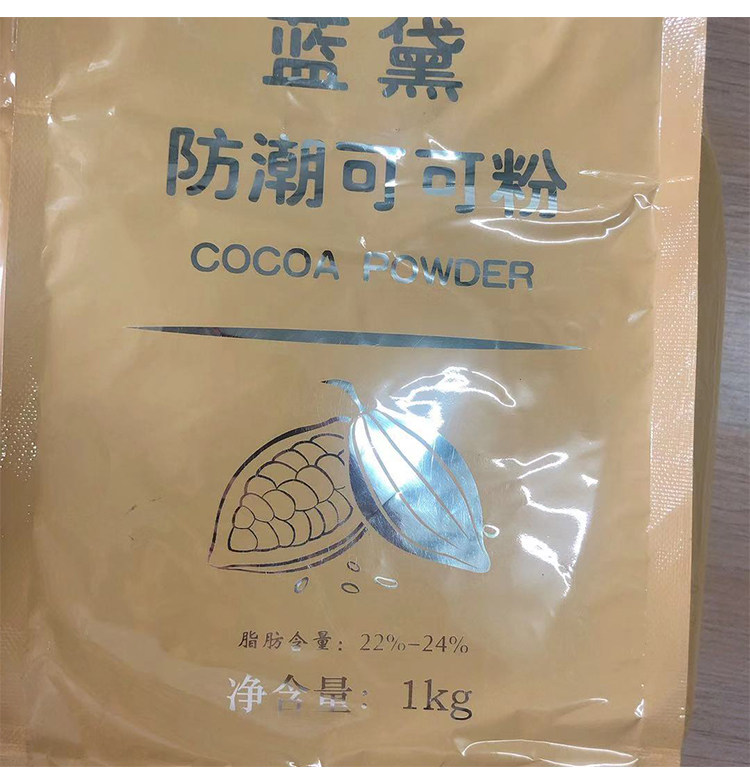 蓝黛
防潮可可粉
COCOA POWDER
脂肪含量：22%-24%
净含量：1kg